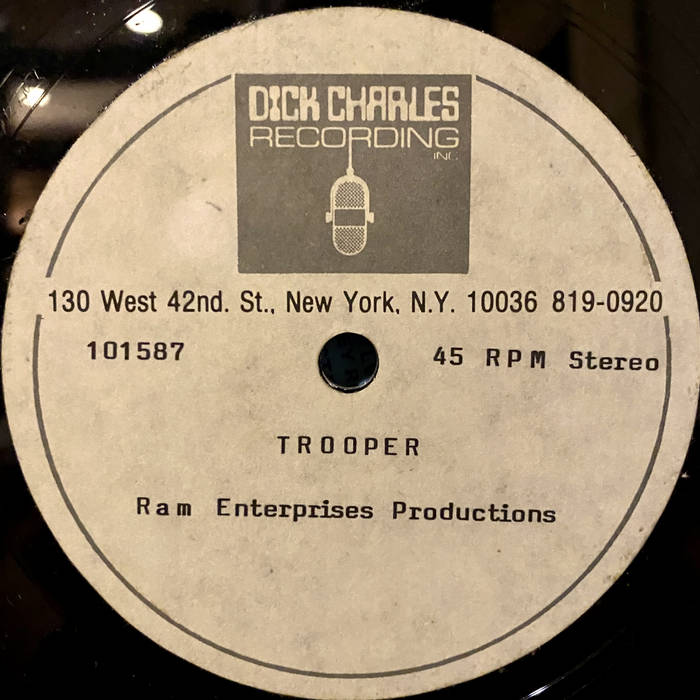 DICK CHARLES
RECORDING
INC.
130 West 42nd. St., New York, N.Y. 10036 819-0920
101587 45 RPM Stereo
TROOPER
Ram Enterprises Productions